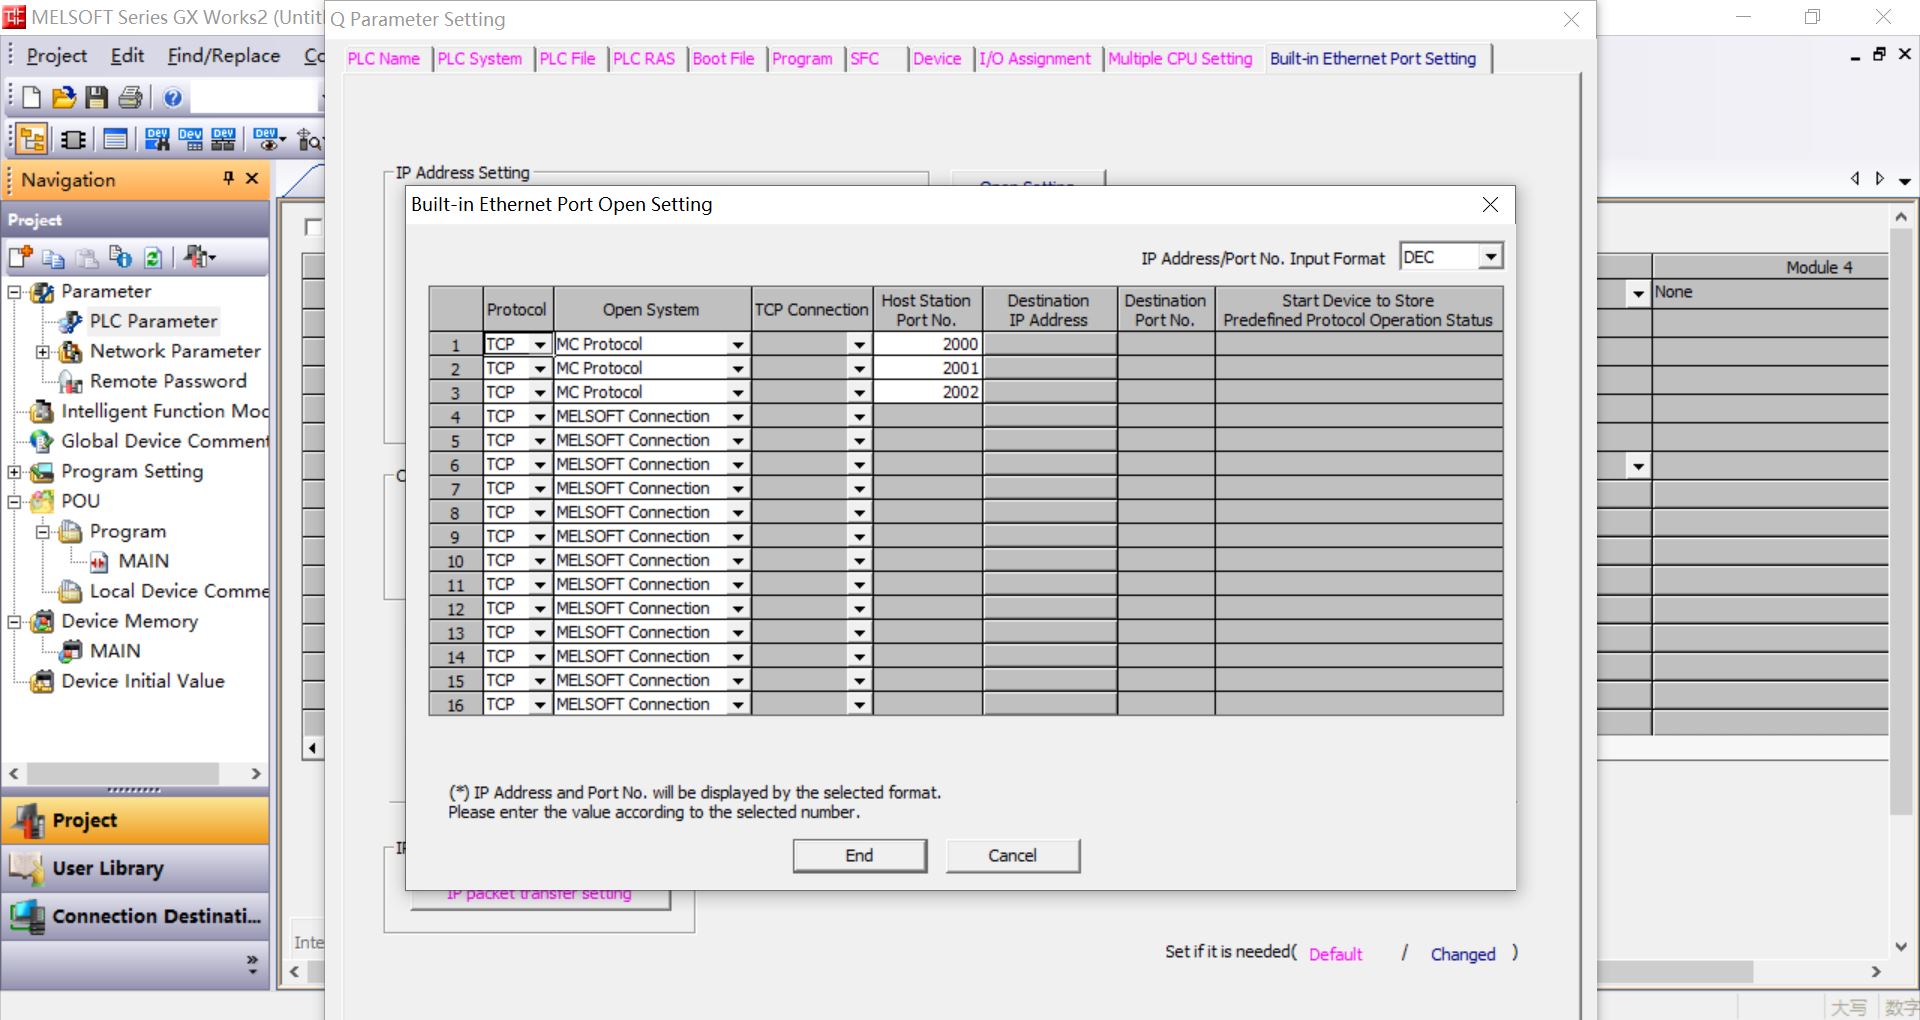 MELSOFT Series GX Works2 (Untitl
Q Parameter Setting
Project Edit Find/Replace Co
PLC Name PLC System PLC File PLC RAS Boot File Program SFC Device I/O Assignment Multiple CPU Setting Built-in Ethernet Port Setting
Navigation
Project
Parameter
PLC Parameter
Network Parameter
Remote Password
Intelligent Function Moc
Global Device Comment
Program Setting
POU
Program
MAIN
Local Device Comme
Device Memory
MAIN
Device Initial Value
Project
User Library
Connection Destinati...
IP Address Setting
Open Setting
Built-in Ethernet Port Open Setting
IP Address/Port No. Input Format DEC
Protocol Open System TCP Connection Host Station Port No. Destination IP Address Destination Port No. Start Device to Store Predefined Protocol Operation Status
1 TCP MC Protocol 2000
2 TCP MC Protocol 2001
3 TCP MC Protocol 2002
4 TCP MELSOFT Connection
5 TCP MELSOFT Connection
6 TCP MELSOFT Connection
7 TCP MELSOFT Connection
8 TCP MELSOFT Connection
9 TCP MELSOFT Connection
10 TCP MELSOFT Connection
11 TCP MELSOFT Connection
12 TCP MELSOFT Connection
13 TCP MELSOFT Connection
14 TCP MELSOFT Connection
15 TCP MELSOFT Connection
16 TCP MELSOFT Connection
(*) IP Address and Port No. will be displayed by the selected format.
Please enter the value according to the selected number.
End Cancel
IP packet transfer setting
Set if it is needed( Default / Changed )
Inte
Module 4
None
大写 数字